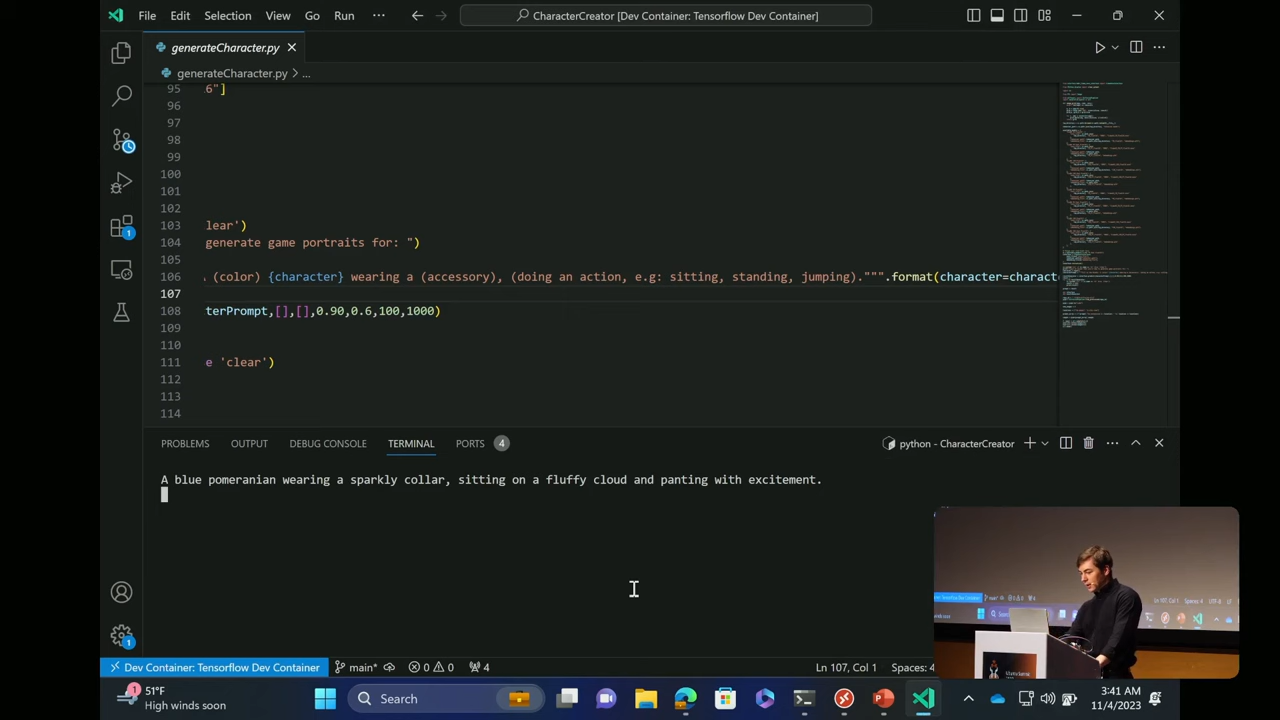 File Edit Selection View Go Run ···
CharacterCreator [Dev Container: Tensorflow Dev Container]
generateCharacter.py
generateCharacter.py > ...
95 6"]
96
97
98
99
100
101
102
103 lear')
104 generate game portraits for: ")
105
106 (color) {character} wearing a (accessory), (doing an action, e.g: sitting, standing, jumping).""".format(character=charact
107
108 terPrompt,[],[],0.90,0.8,100,1000)
109
110
111 e 'clear')
112
113
114
1
1
PROBLEMS OUTPUT DEBUG CONSOLE TERMINAL PORTS 4
python - CharacterCreator
A blue pomeranian wearing a sparkly collar, sitting on a fluffy cloud and panting with excitement.
Dev Container: Tensorflow Dev Container main* 0 0 4 Ln 107, Col 1 Spaces: 4
1 51°F
High winds soon
Search
3:41 AM
11/4/2023